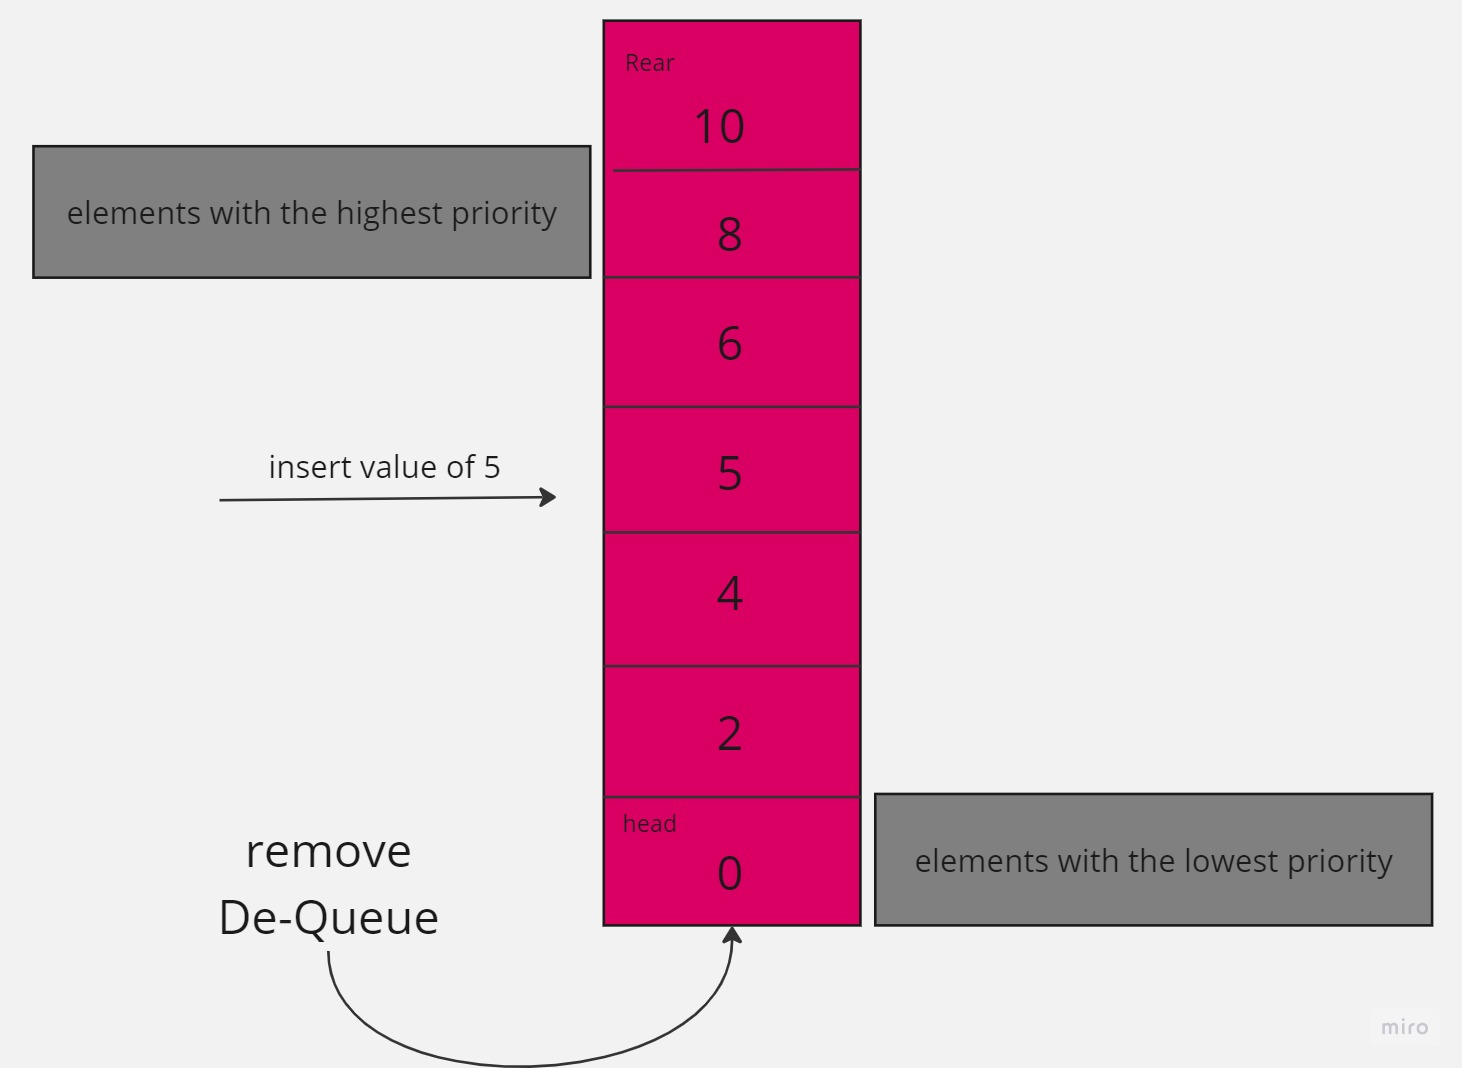 Rear
10
elements with the highest priority
8
6
insert value of 5
5
4
2
head
0
remove
De-Queue
elements with the lowest priority
miro